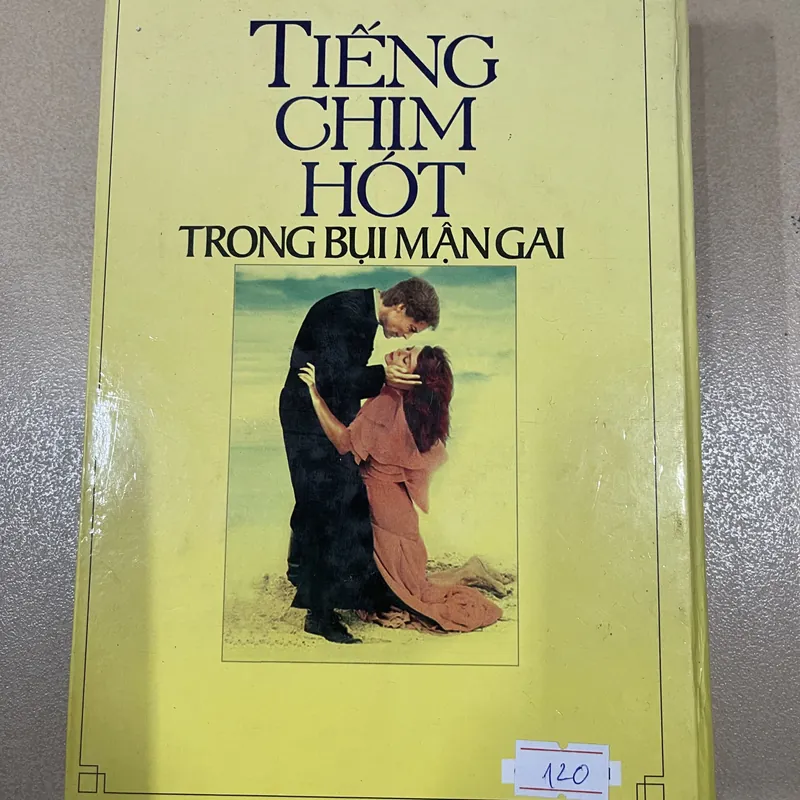 TIẾNG
CHIM
HÓT
TRONG BỤI MẬN GAI
120